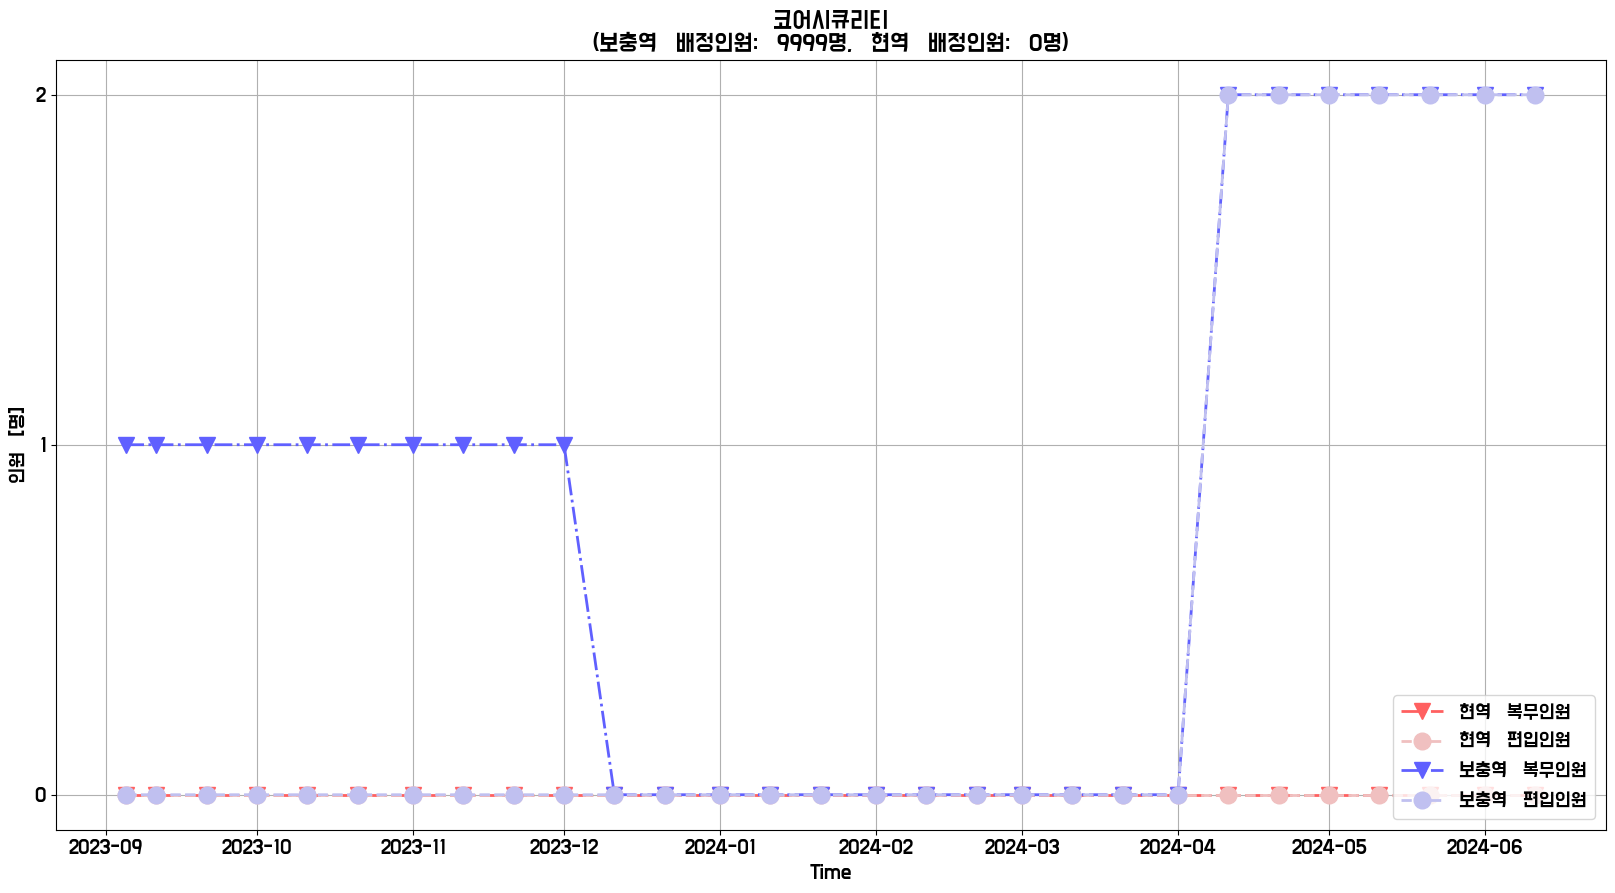 코어시큐리티
(보충역 배정인원: 9999명, 현역 배정인원: 0명)
인원 [명]
2
1
0
2023-09 2023-10 2023-11 2023-12 2024-01 2024-02 2024-03 2024-04 2024-05 2024-06
Time
현역 복무인원
현역 편입인원
보충역 복무인원
보충역 편입인원